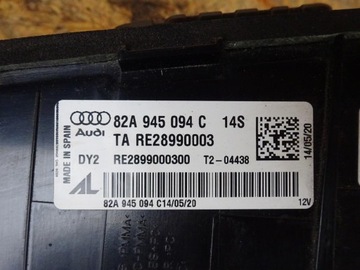 MADE IN SPAIN
Audi
82A 945 094 C 14S
TA RE28990003
DY2 RE2899000300 T2-04438
14/05/20
AL
82A 945 094 C14/05/20 12V